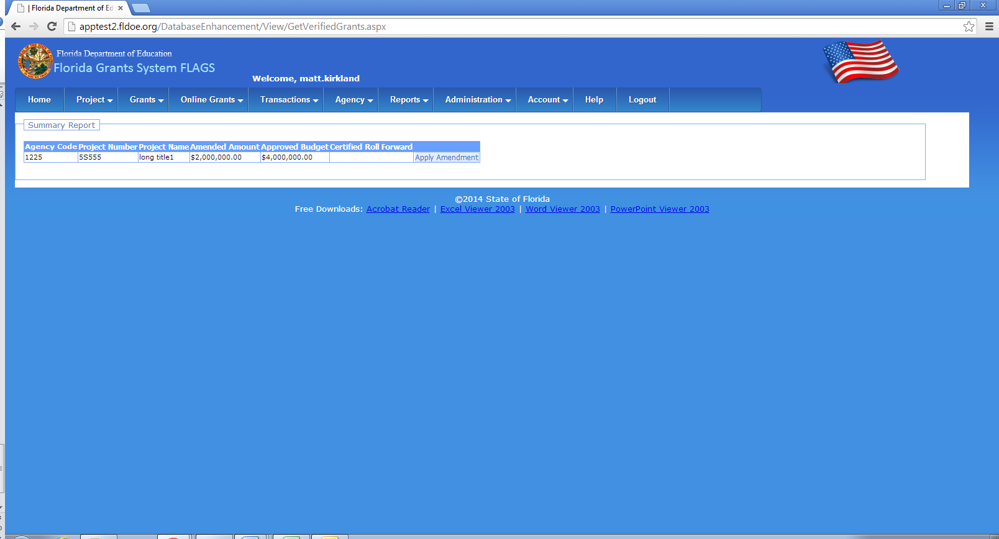 | Florida Department of Ed
apptest2.fldoe.org/DatabaseEnhancement/View/GetVerifiedGrants.aspx
Florida Department of Education
Florida Grants System FLAGS
Welcome, matt.kirkland
Home Project Grants Online Grants Transactions Agency Reports Administration Account Help Logout
Summary Report
Agency Code Project Number Project Name Amended Amount Approved Budget Certified Roll Forward
1225 5S555 long title1 $2,000,000.00 $4,000,000.00 Apply Amendment
©2014 State of Florida
Free Downloads: Acrobat Reader | Excel Viewer 2003 | Word Viewer 2003 | PowerPoint Viewer 2003